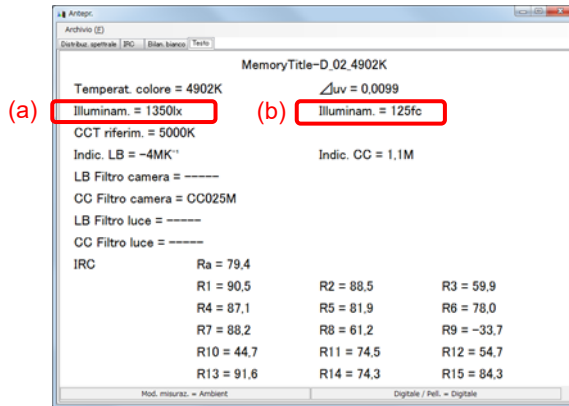 Antepr.
Archivio (F)
Distribuz. spettrale IRC Bilan. bianco Testo
MemoryTitle-D_02_4902K
Temperat. colore = 4902K ⊿uv = 0,0099
(a) Illuminam. = 1350lx (b) Illuminam. = 125fc
CCT riferim. = 5000K
Indic. LB = -4MK⁻¹ Indic. CC = 1,1M
LB Filtro camera = -----
CC Filtro camera = CC025M
LB Filtro luce = -----
CC Filtro luce = -----
IRC Ra = 79,4
R1 = 90,5 R2 = 88,5 R3 = 59,9
R4 = 87,1 R5 = 81,9 R6 = 78,0
R7 = 88,2 R8 = 61,2 R9 = -33,7
R10 = 44,7 R11 = 74,5 R12 = 54,7
R13 = 91,6 R14 = 74,3 R15 = 84,3
Mod. misuraz. = Ambient Digitale / Pell. = Digitale